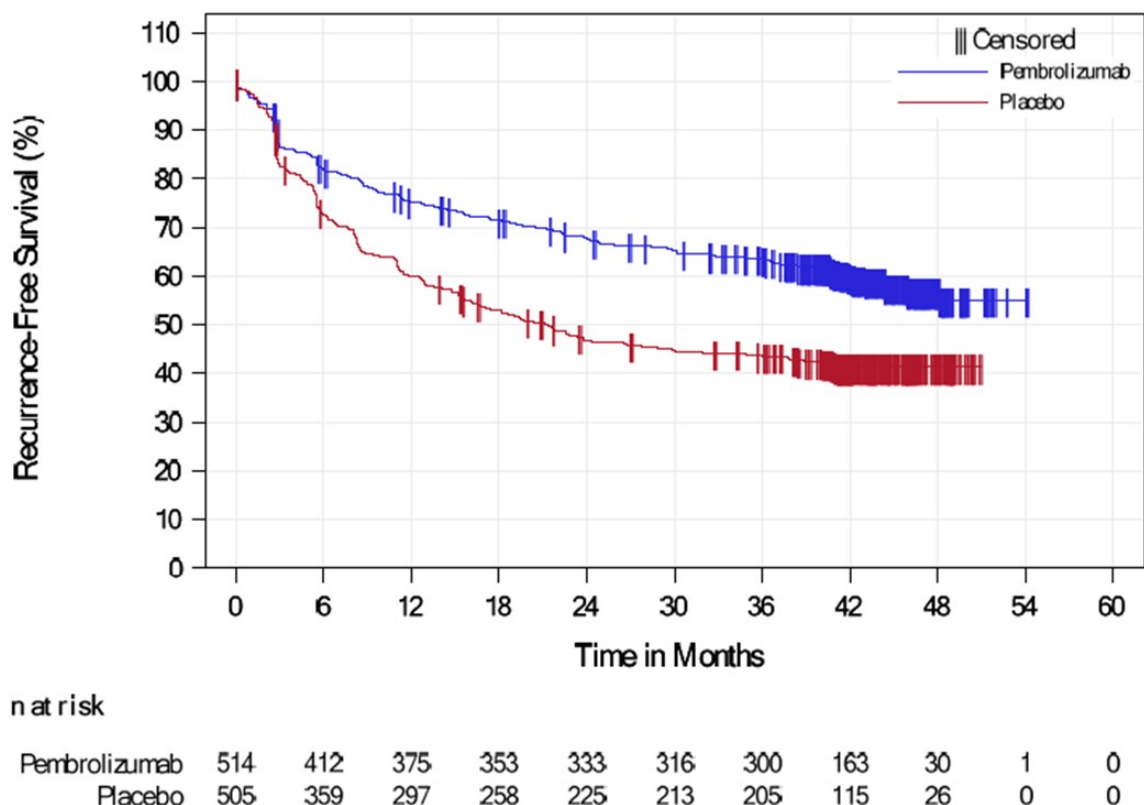 Recurrence-Free Survival (%)
110
100
90
80
70
60
50
40
30
20
10
0
Censored
Pembrolizumab
Placebo
0 6 12 18 24 30 36 42 48 54 60
Time in Months
n at risk
Pembrolizumab 514 412 375 353 333 316 300 163 30 1 0
Placebo 505 359 297 258 225 213 205 115 26 0 0